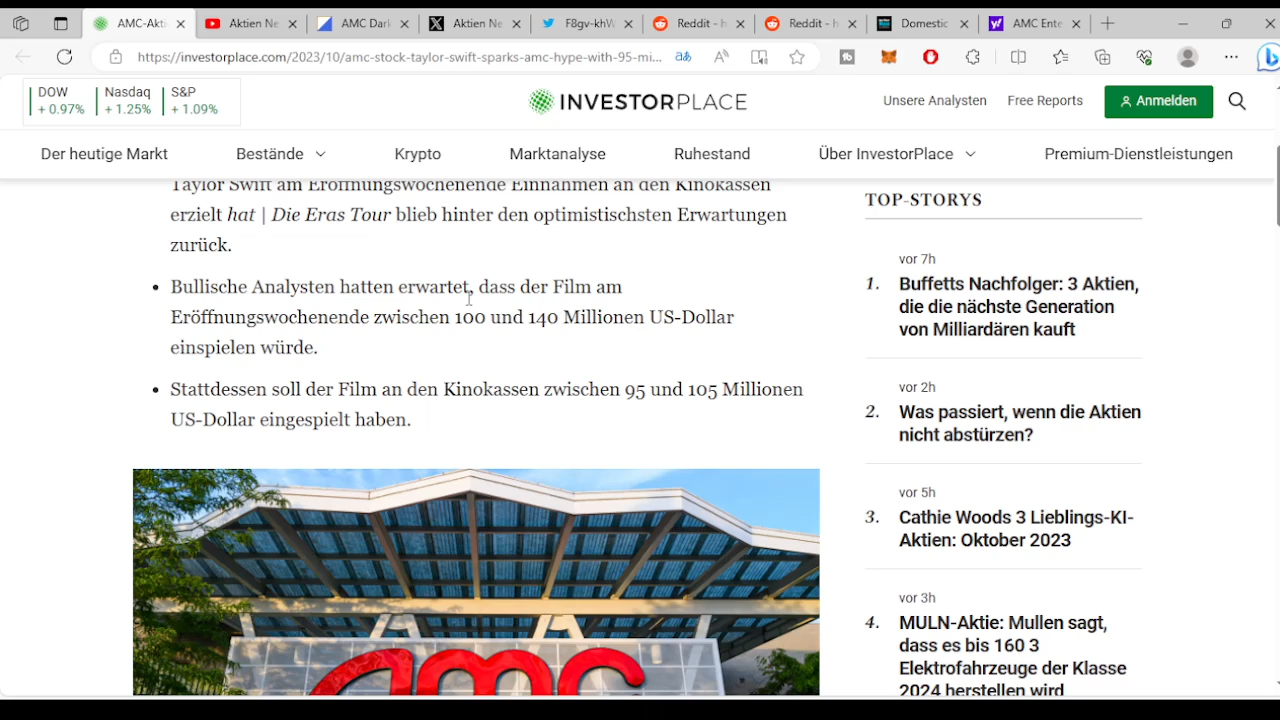 AMC-Akti
Aktien Ne
AMC Dar
Aktien Ne
F8gv-khV
Reddit - h
Reddit - h
Domestic
AMC Ente
https://investorplace.com/2023/10/amc-stock-taylor-swift-sparks-amc-hype-with-95-mi...
DOW
+ 0.97%
Nasdaq
+ 1.25%
S&P
+ 1.09%
INVESTORPLACE
Unsere Analysten
Free Reports
Anmelden
Der heutige Markt
Bestände
Krypto
Marktanalyse
Ruhestand
Über InvestorPlace
Premium-Dienstleistungen
Taylor Swift am Eröffnungswochenende Einnahmen an den Kinokassen
erzielt hat | Die Eras Tour blieb hinter den optimistischsten Erwartungen
zurück.
• Bullische Analysten hatten erwartet, dass der Film am
Eröffnungswochenende zwischen 100 und 140 Millionen US-Dollar
einspielen würde.
• Stattdessen soll der Film an den Kinokassen zwischen 95 und 105 Millionen
US-Dollar eingespielt haben.
amc
TOP-STORYS
vor 7h
1. Buffetts Nachfolger: 3 Aktien,
die die nächste Generation
von Milliardären kauft
vor 2h
2. Was passiert, wenn die Aktien
nicht abstürzen?
vor 5h
3. Cathie Woods 3 Lieblings-KI-
Aktien: Oktober 2023
vor 3h
4. MULN-Aktie: Mullen sagt,
dass es bis 160 3
Elektrofahrzeuge der Klasse
2024 herstellen wird